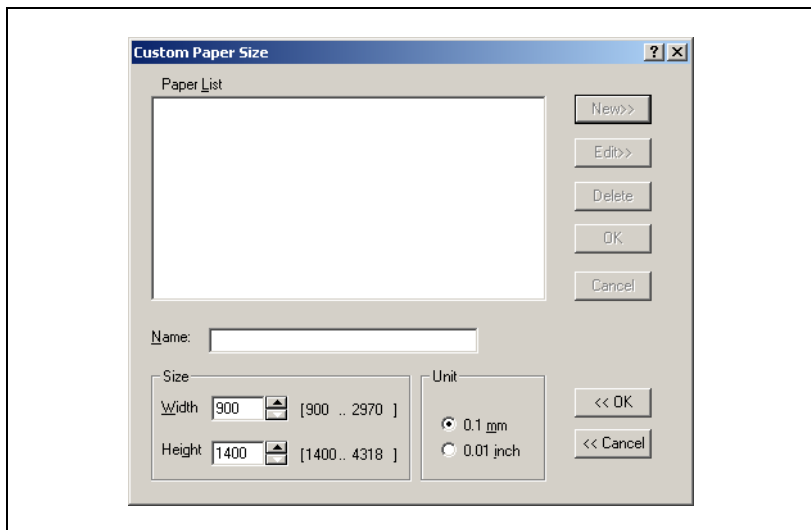 Custom Paper Size
Paper List
New>>
Edit>>
Delete
OK
Cancel
Name:
Size
Width 900 [900 .. 2970 ]
Height 1400 [1400.. 4318 ]
Unit
0.1 mm
0.01 inch
<< OK
<< Cancel